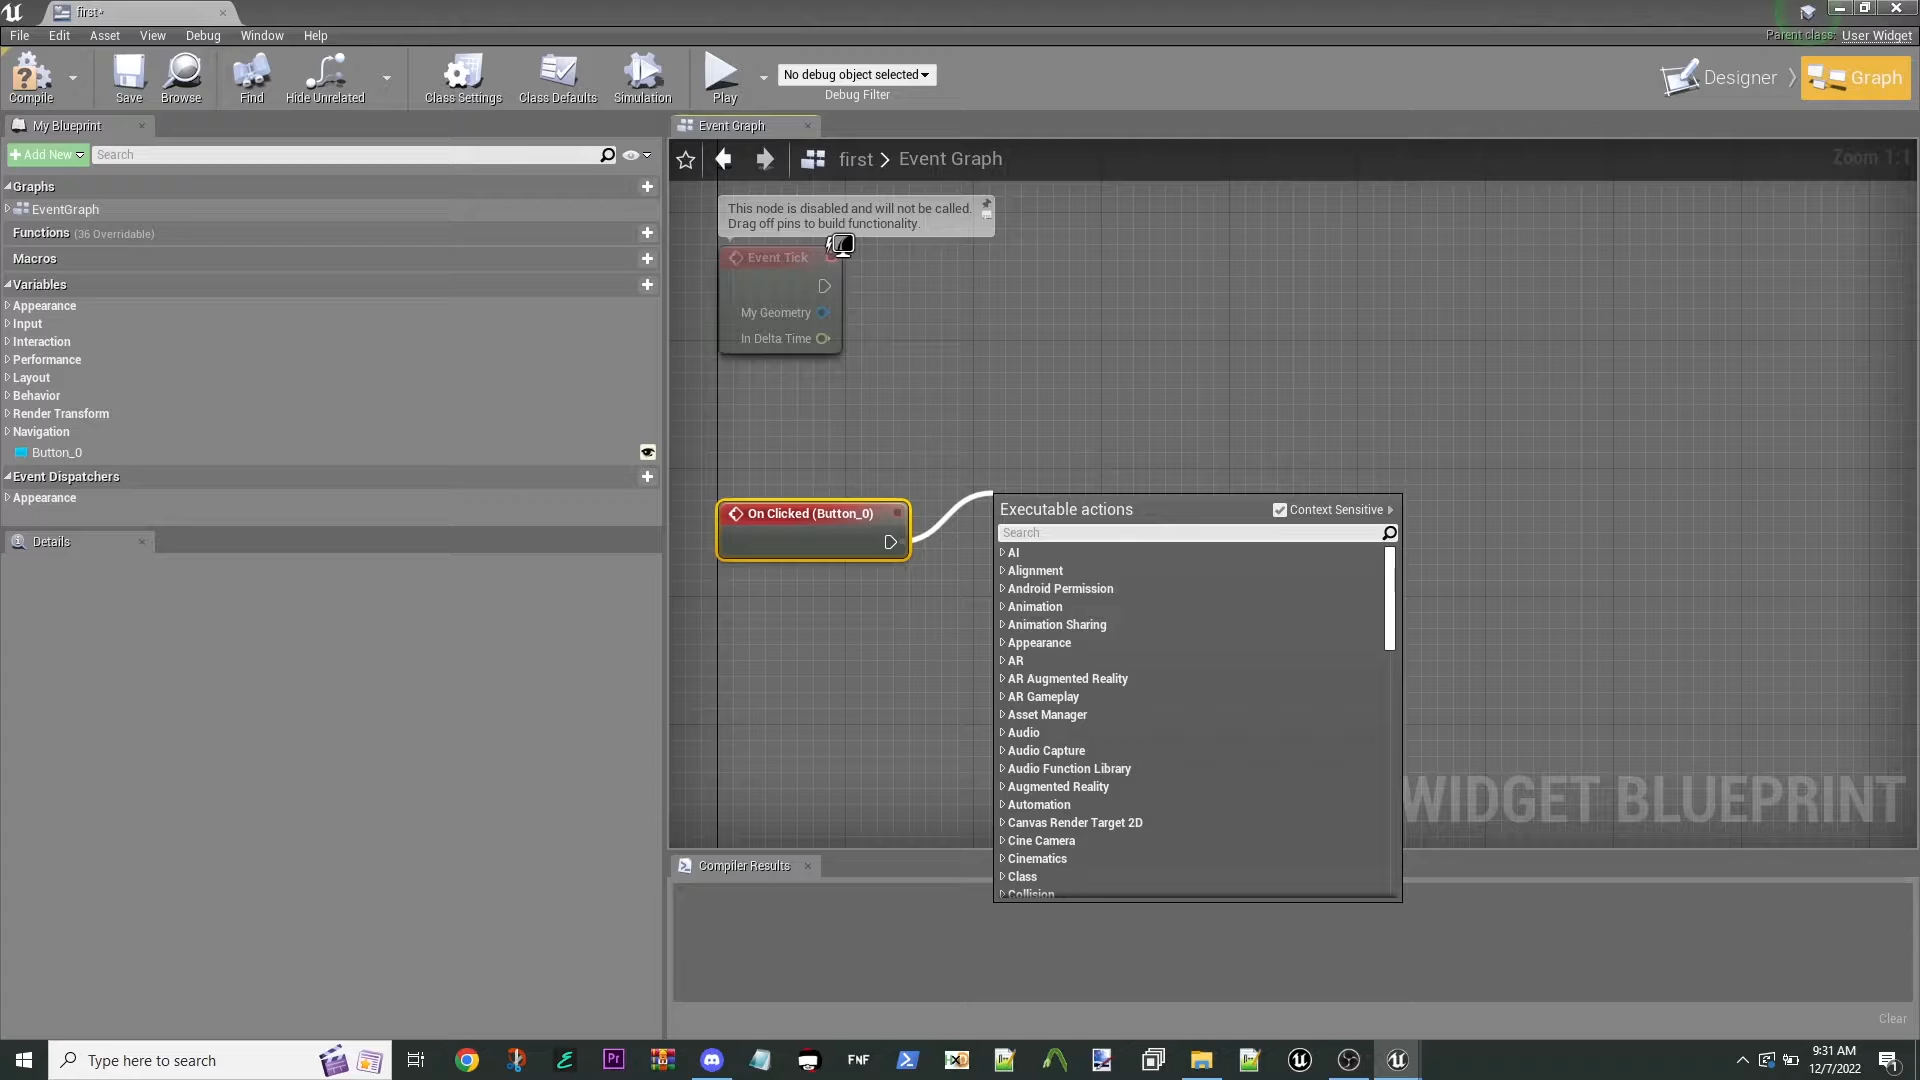 first*
File Edit Asset View Debug Window Help
Parent class: User Widget
Compile
Save
Browse
Find
Hide Unrelated
Class Settings
Class Defaults
Simulation
Play
No debug object selected
Debug Filter
Designer
Graph
My Blueprint
Add New
Search
Graphs
EventGraph
Functions (36 Overridable)
Macros
Variables
Appearance
Input
Interaction
Performance
Layout
Behavior
Render Transform
Navigation
Button_0
Event Dispatchers
Appearance
Details
Event Graph
first > Event Graph
Zoom 1:1
This node is disabled and will not be called.
Drag off pins to build functionality.
Event Tick
My Geometry
In Delta Time
On Clicked (Button_0)
Executable actions
Context Sensitive
Search
AI
Alignment
Android Permission
Animation
Animation Sharing
Appearance
AR
AR Augmented Reality
AR Gameplay
Asset Manager
Audio
Audio Capture
Audio Function Library
Augmented Reality
Automation
Canvas Render Target 2D
Cine Camera
Cinematics
Class
Collision
WIDGET BLUEPRINT
Compiler Results
Clear
Type here to search
Pr
FNF
9:31 AM
12/7/2022
1